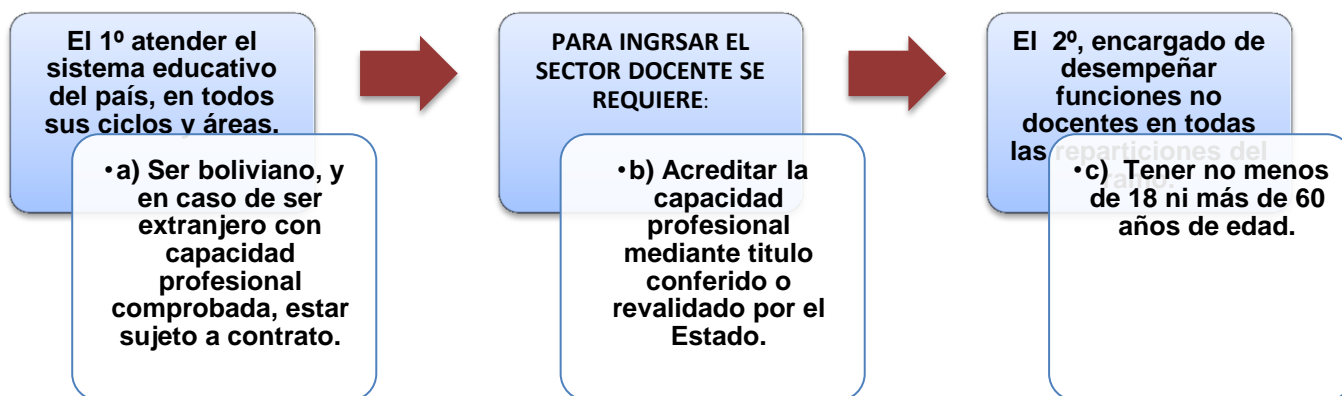 El 1º atender el
sistema educativo
del país, en todos
sus ciclos y áreas.
•a) Ser boliviano, y
en caso de ser
extranjero con
capacidad
profesional
comprobada, estar
sujeto a contrato.
PARA INGRSAR EL
SECTOR DOCENTE SE
REQUIERE:
•b) Acreditar la
capacidad
profesional
mediante titulo
conferido o
revalidado por el
Estado.
El 2º, encargado de
desempeñar
funciones no
docentes en todas
las reparticiones del
ramo.
•c) Tener no menos
de 18 ni más de 60
años de edad.